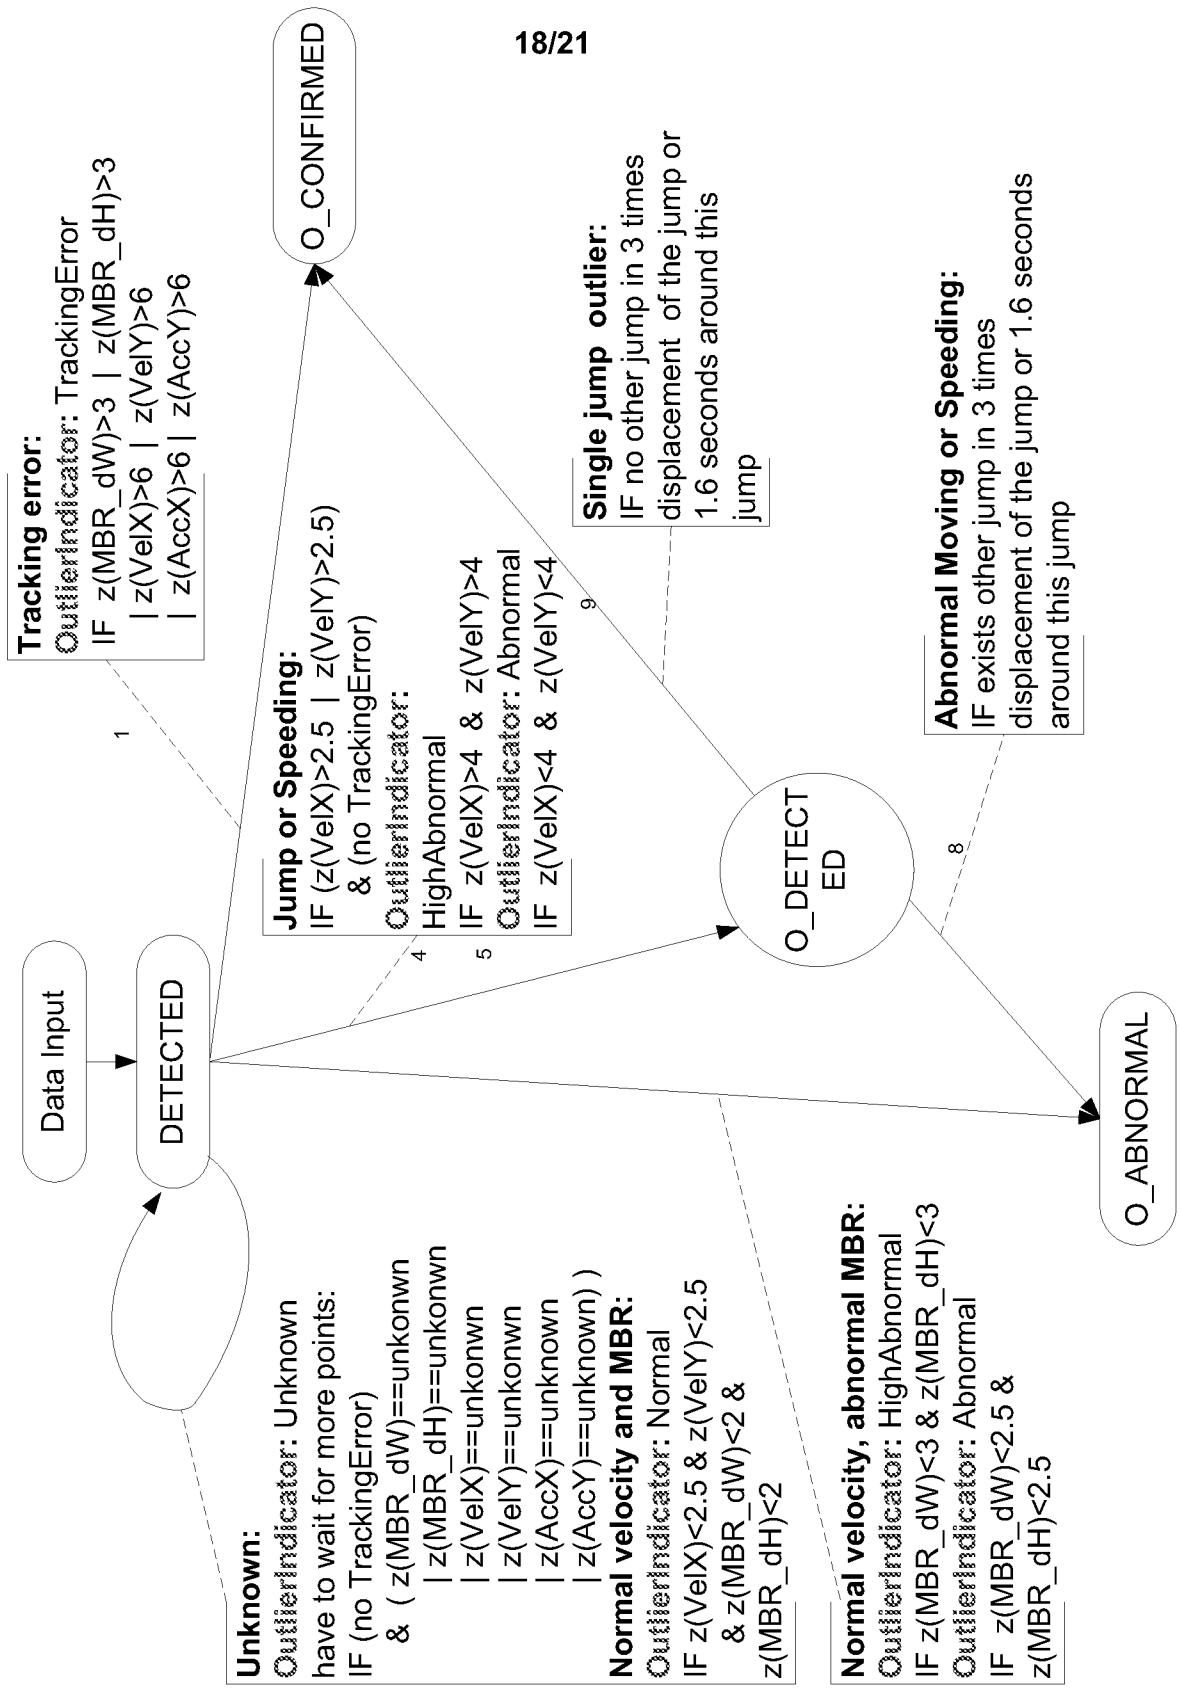 18/21
Data Input
DETECTED
O_CONFIRMED
O_DETECT
ED
O_ABNORMAL
Tracking error:
OutlierIndicator: TrackingError
IF z(MBR_dW)>3 | z(MBR_dH)>3
| z(VelX)>6 | z(VelY)>6
| z(AccX)>6 | z(AccY)>6
1
Jump or Speeding:
IF (z(VelX)>2.5 | z(VelY)>2.5)
& (no TrackingError)
OutlierIndicator:
HighAbnormal
IF z(VelX)>4 & z(VelY)>4
OutlierIndicator: Abnormal
IF z(VelX)<4 & z(VelY)<4
4
5
Single jump outlier:
IF no other jump in 3 times
displacement of the jump or
1.6 seconds around this
jump
9
Abnormal Moving or Speeding:
IF exists other jump in 3 times
displacement of the jump or 1.6 seconds
around this jump
8
Unknown:
OutlierIndicator: Unknown
have to wait for more points:
IF (no TrackingError)
& ( z(MBR_dW)==unkonwn
| z(MBR_dH)==unkonwn
| z(VelX)==unkonwn
| z(VelY)==unkonwn
| z(AccX)==unknown
| z(AccY)==unknown) )
Normal velocity and MBR:
OutlierIndicator: Normal
IF z(VelX)<2.5 & z(VelY)<2.5
& z(MBR_dW)<2 &
z(MBR_dH)<2
Normal velocity, abnormal MBR:
OutlierIndicator: HighAbnormal
IF z(MBR_dW)<3 & z(MBR_dH)<3
OutlierIndicator: Abnormal
IF z(MBR_dW)<2.5 &
z(MBR_dH)<2.5